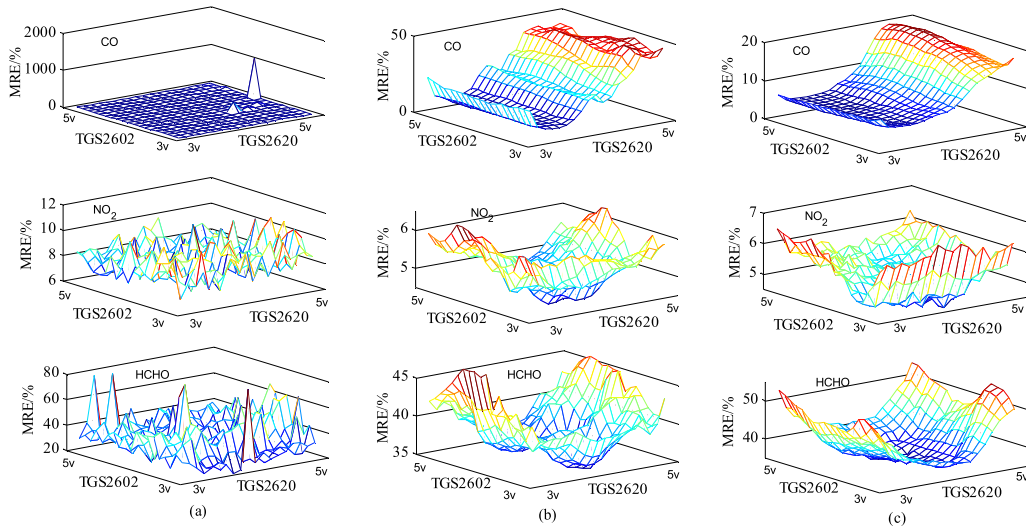 2000
1000
0
MRE/%
CO
5v
TGS2602
3v
3v
TGS2620
5v
50
0
MRE/%
CO
5v
TGS2602
3v
3v
TGS2620
5v
20
10
0
MRE/%
CO
5v
TGS2602
3v
3v
TGS2620
5v
12
10
8
6
MRE/%
NO2
5v
TGS2602
3v
3v
TGS2620
5v
6
5
MRE/%
NO2
5v
TGS2602
3v
3v
TGS2620
5v
7
6
5
MRE/%
NO2
5v
TGS2602
3v
3v
TGS2620
5v
80
60
40
20
MRE/%
HCHO
5v
TGS2602
3v
3v
TGS2620
5v
(a)
45
40
35
MRE/%
HCHO
5v
TGS2602
3v
3v
TGS2620
5v
(b)
50
40
MRE/%
HCHO
5v
TGS2602
3v
3v
TGS2620
5v
(c)